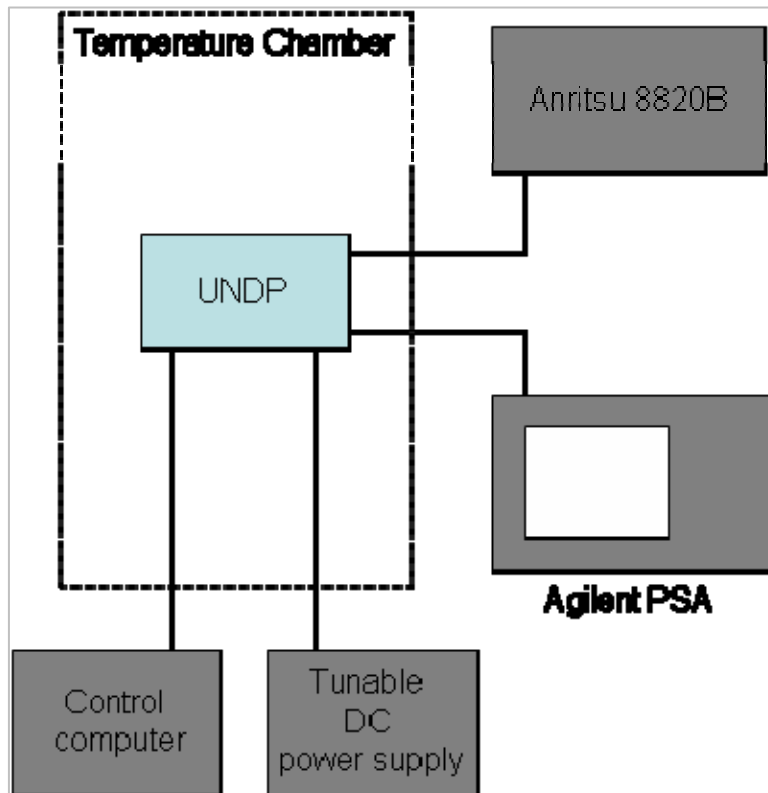 Temperature Chamber
Anritsu 8820B
UNDP
Agilent PSA
Control
computer
Tunable
DC
power supply